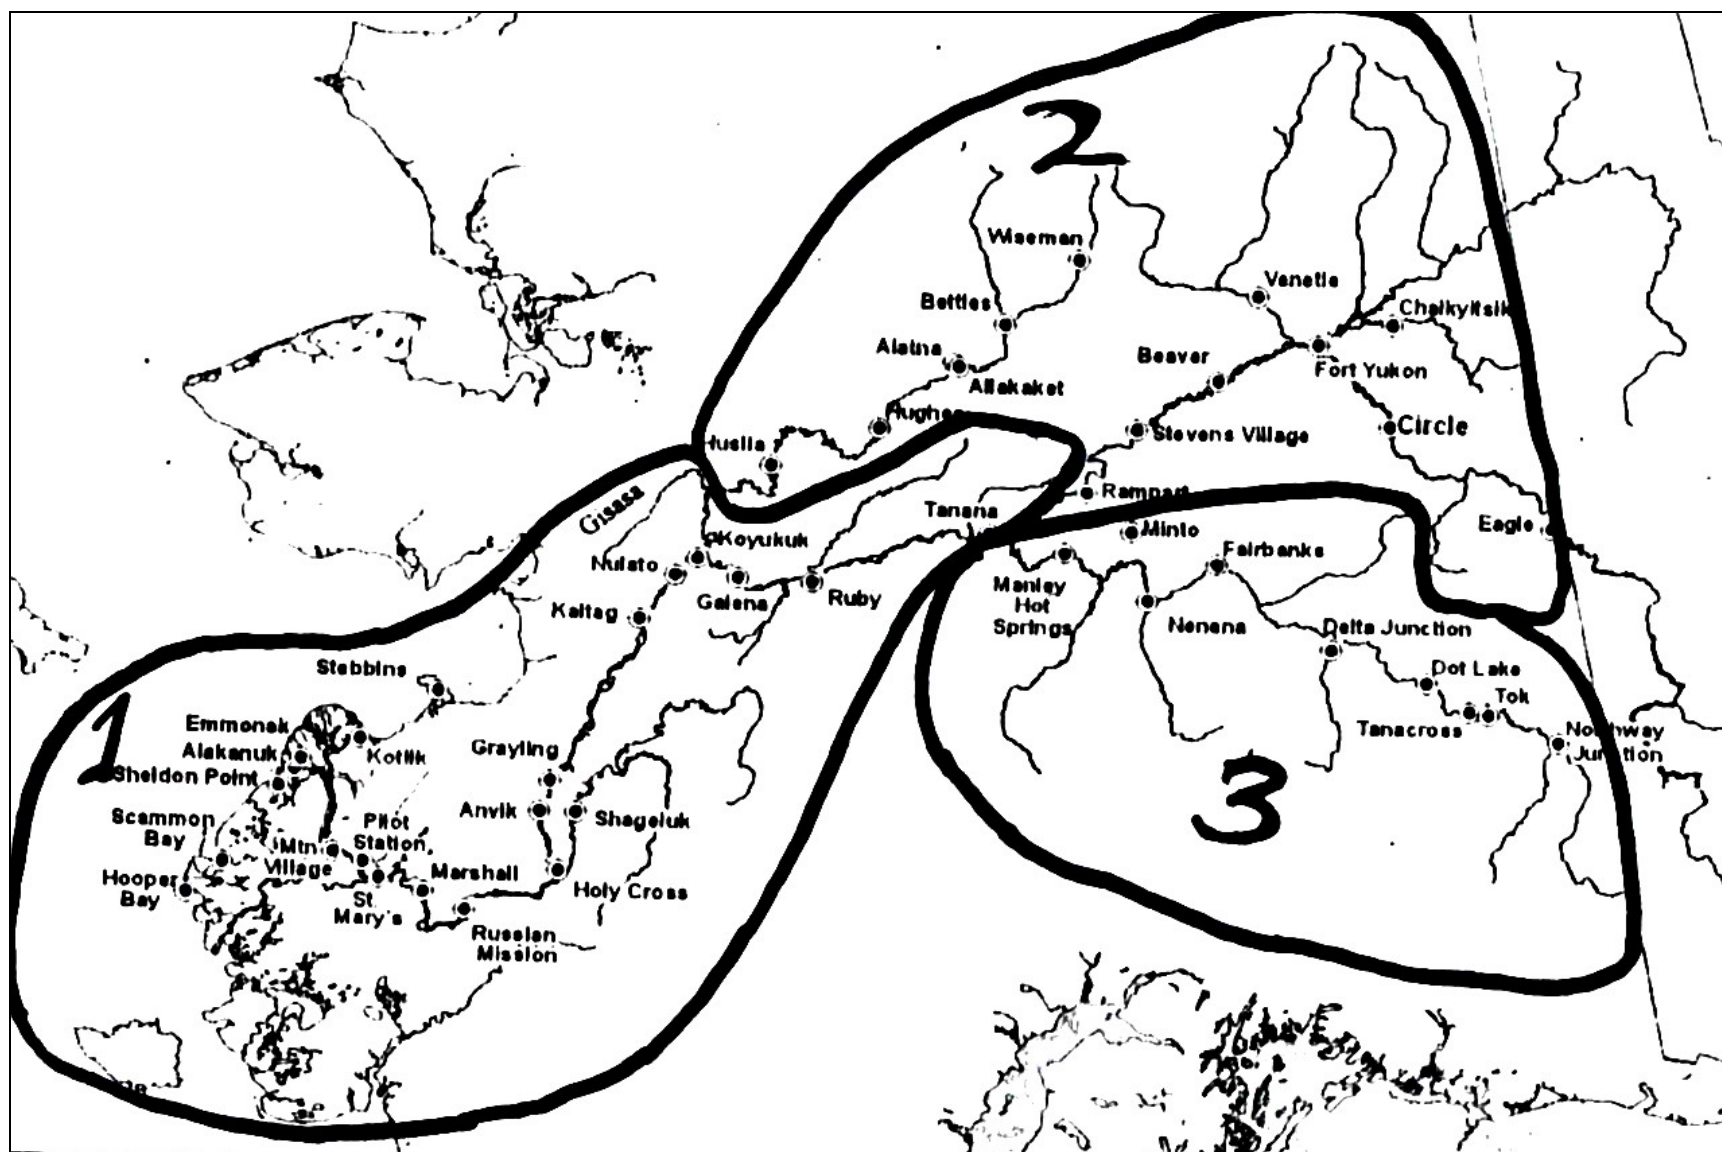 2
Wiseman
Bettles
Venetie
Chalkyitsik
Alatna
Allakaket
Beaver
Fort Yukon
Hughes
Circle
Stevens Village
Huslia
Rampart
Gisasa
Tanana
Minto
Eagle
Koyukuk
Fairbanks
Nulato
Galena
Ruby
Manley
Hot
Springs
Kaltag
Nenana
Delta Junction
Stebbins
Dot Lake
Tok
1
Emmonak
Alakanuk
Kotlik
Sheldon Point
Grayling
Tanacross
Northway
Junction
3
Scammon
Bay
Pilot
Station
Anvik
Shageluk
Mtn
Village
Marshall
Hooper
Bay
St.
Mary's
Holy Cross
Russian
Mission